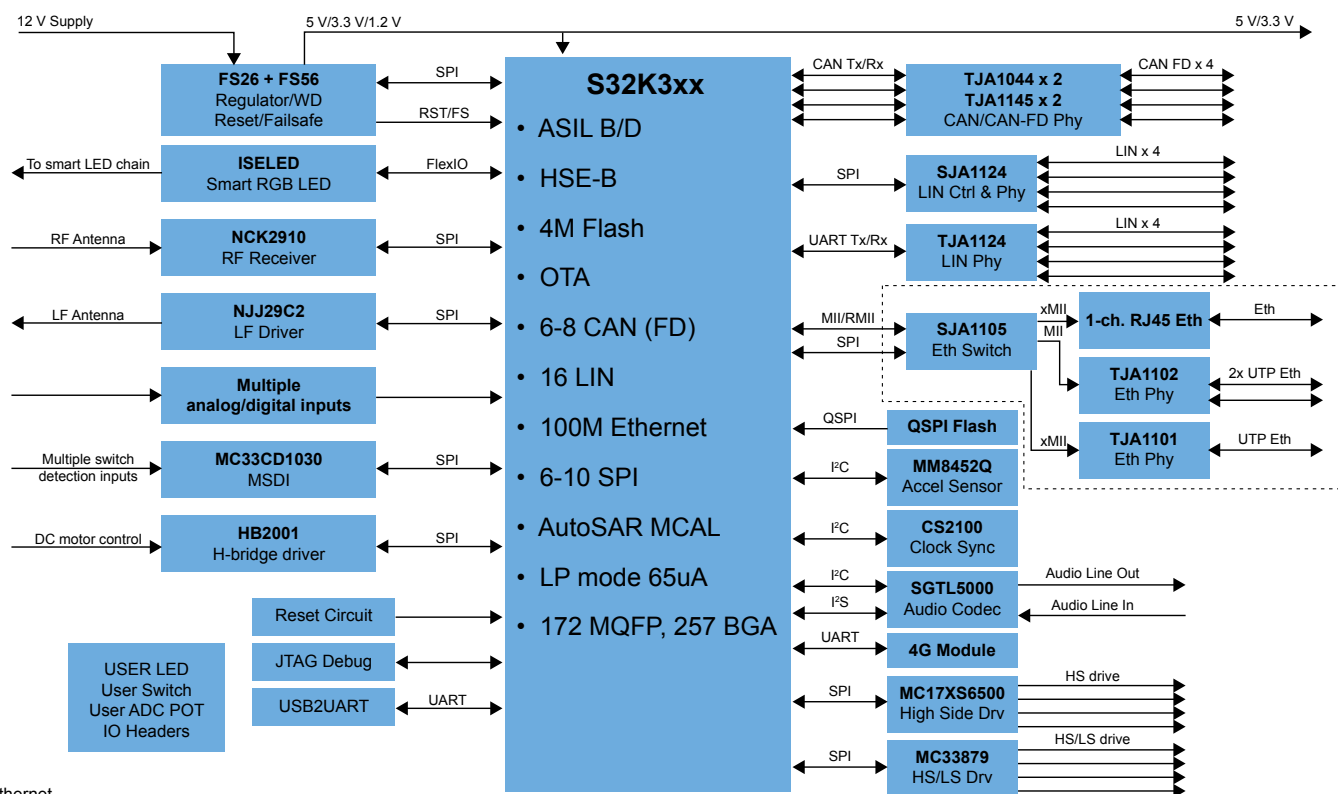 12 V Supply
5 V/3.3 V/1.2 V
5 V/3.3 V
FS26 + FS56
Regulator/WD
Reset/Failsafe
SPI
RST/FS
To smart LED chain
ISELED
Smart RGB LED
FlexIO
RF Antenna
NCK2910
RF Receiver
SPI
LF Antenna
NJJ29C2
LF Driver
SPI
Multiple
analog/digital inputs
Multiple switch
detection inputs
MC33CD1030
MSDI
SPI
DC motor control
HB2001
H-bridge driver
SPI
Reset Circuit
JTAG Debug
USB2UART
UART
USER LED
User Switch
User ADC POT
IO Headers
S32K3xx
• ASIL B/D
• HSE-B
• 4M Flash
• OTA
• 6-8 CAN (FD)
• 16 LIN
• 100M Ethernet
• 6-10 SPI
• AutoSAR MCAL
• LP mode 65uA
• 172 MQFP, 257 BGA
CAN Tx/Rx
TJA1044 x 2
TJA1145 x 2
CAN/CAN-FD Phy
CAN FD x 4
SPI
SJA1124
LIN Ctrl & Phy
LIN x 4
UART Tx/Rx
TJA1124
LIN Phy
LIN x 4
MII/RMII
SPI
SJA1105
Eth Switch
xMII
MII
xMII
1-ch. RJ45 Eth
Eth
TJA1102
Eth Phy
2x UTP Eth
TJA1101
Eth Phy
UTP Eth
QSPI
QSPI Flash
I²C
MM8452Q
Accel Sensor
I²C
CS2100
Clock Sync
I²C
I²S
SGTL5000
Audio Codec
Audio Line Out
Audio Line In
UART
4G Module
SPI
MC17XS6500
High Side Drv
HS drive
SPI
MC33879
HS/LS Drv
HS/LS drive